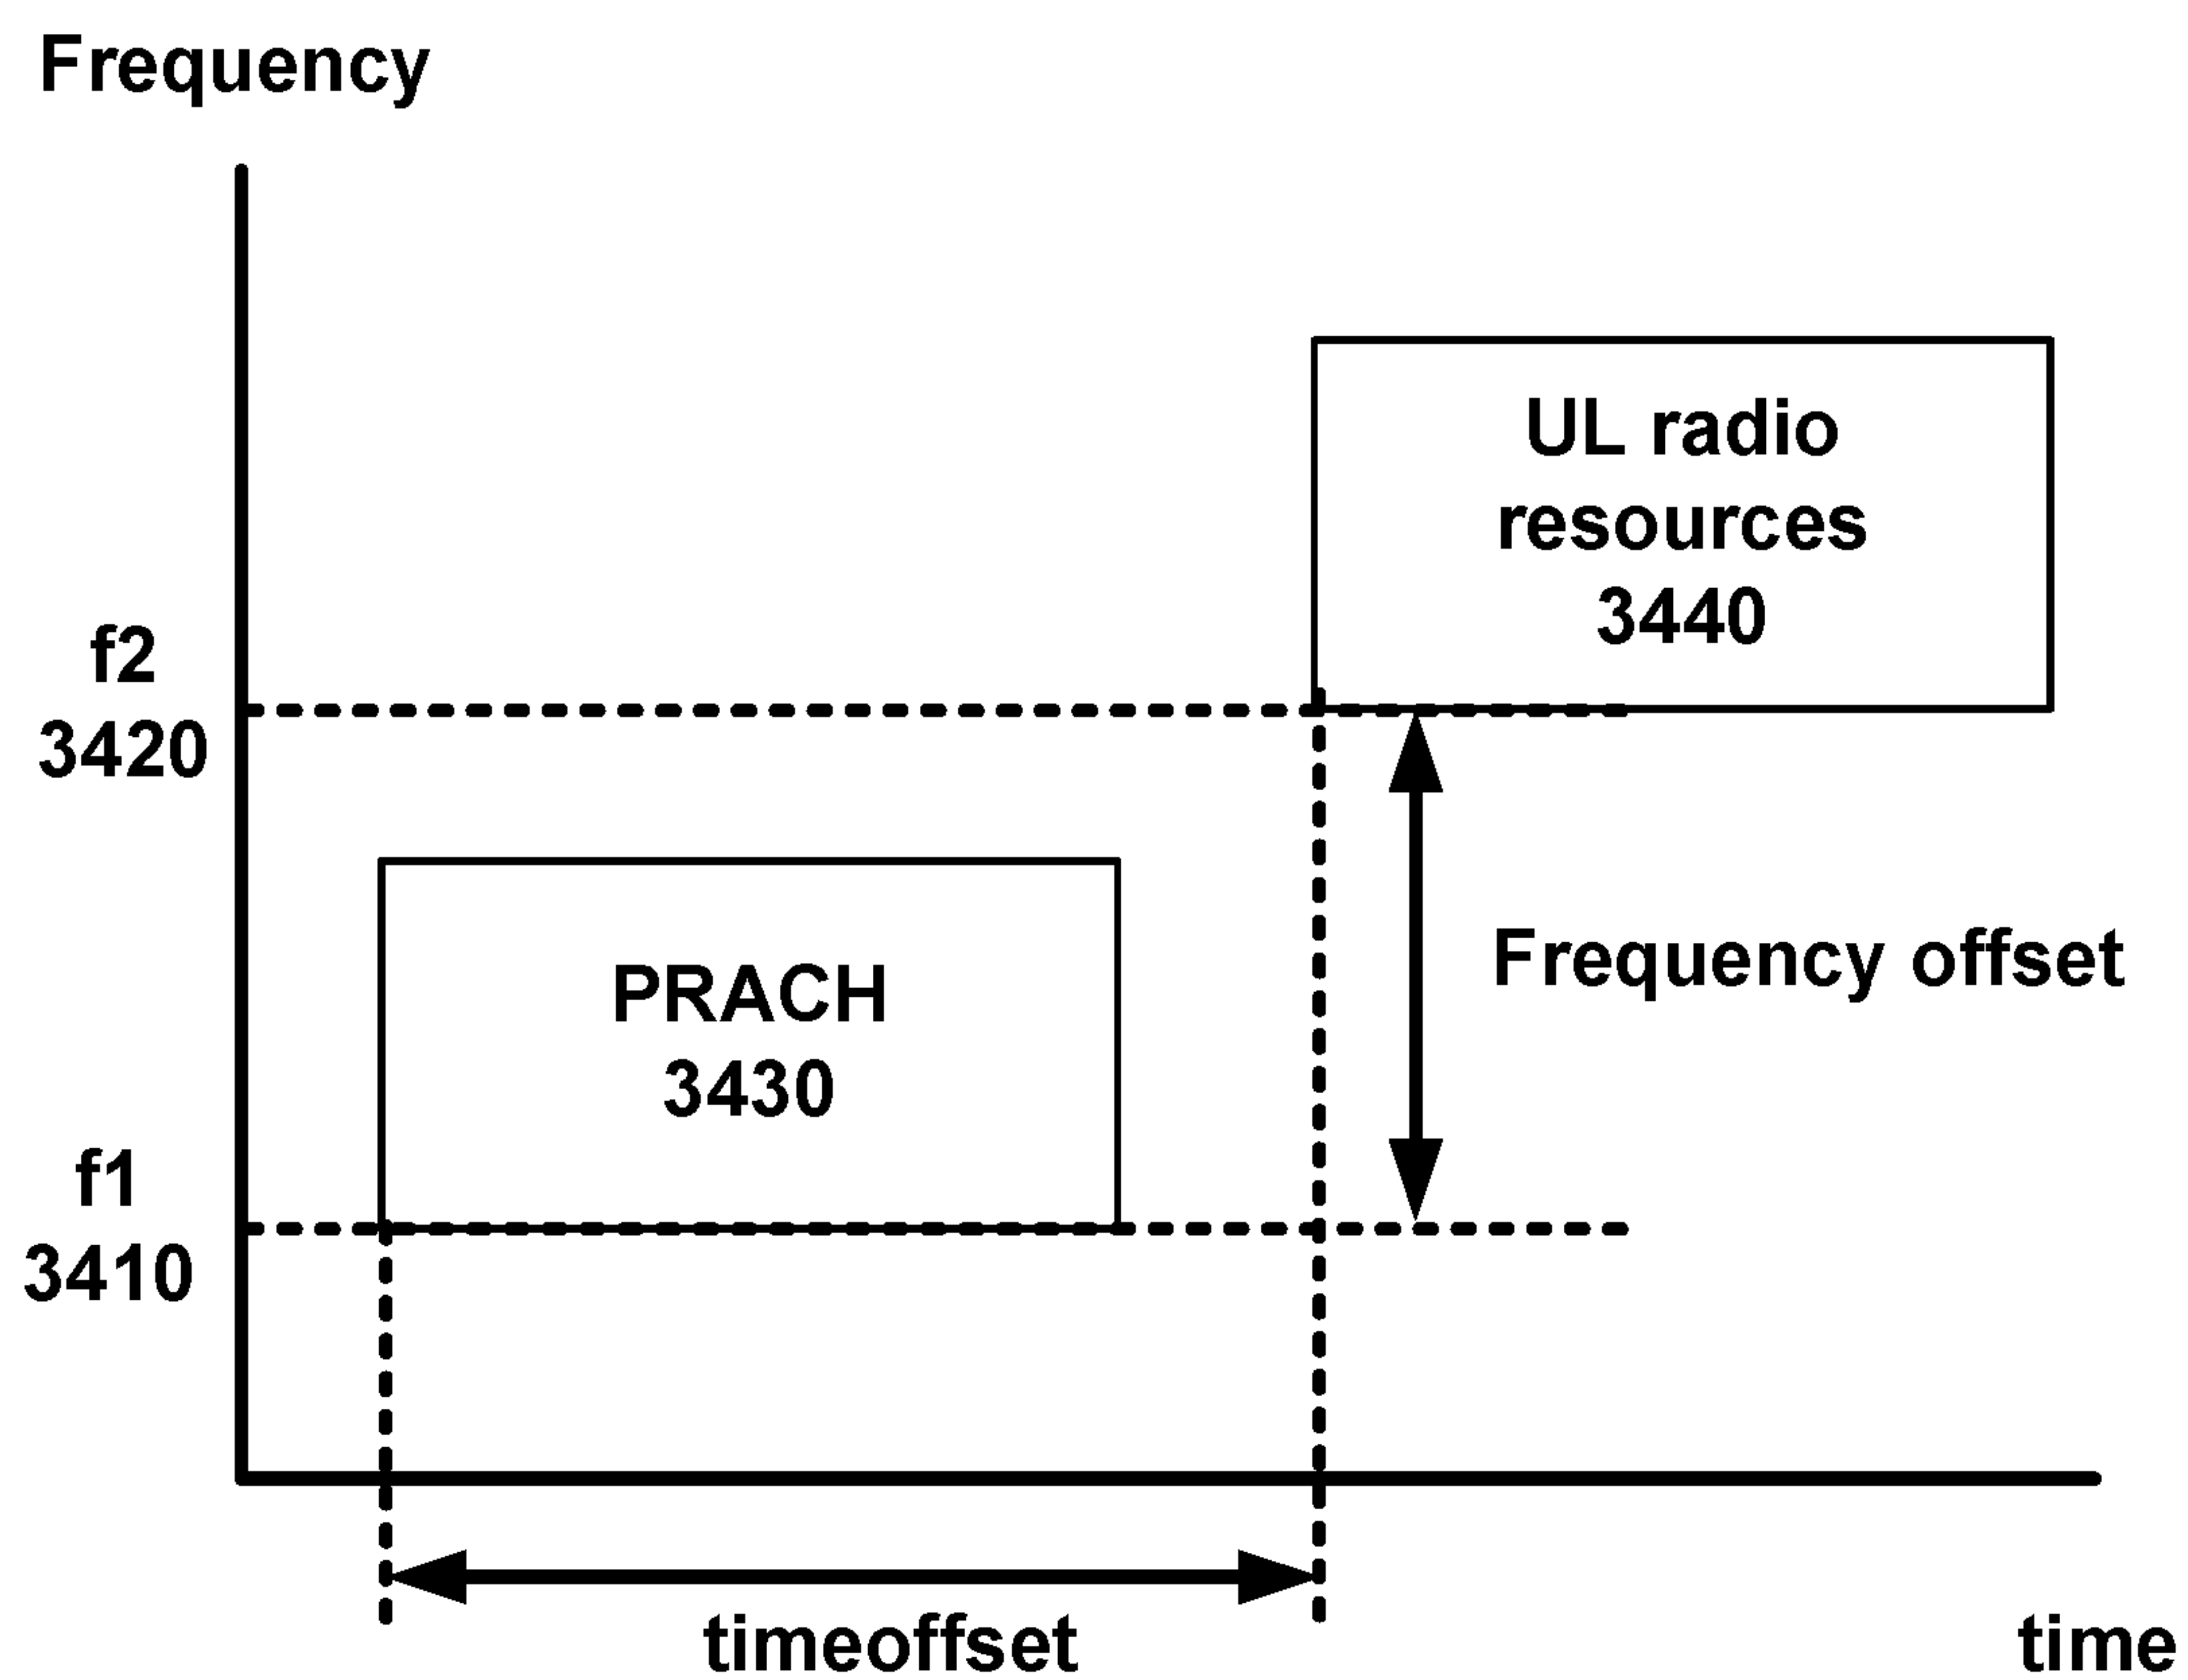 Frequency
UL radio
resources
3440
f2
3420
Frequency offset
PRACH
3430
f1
3410
timeoffset
time